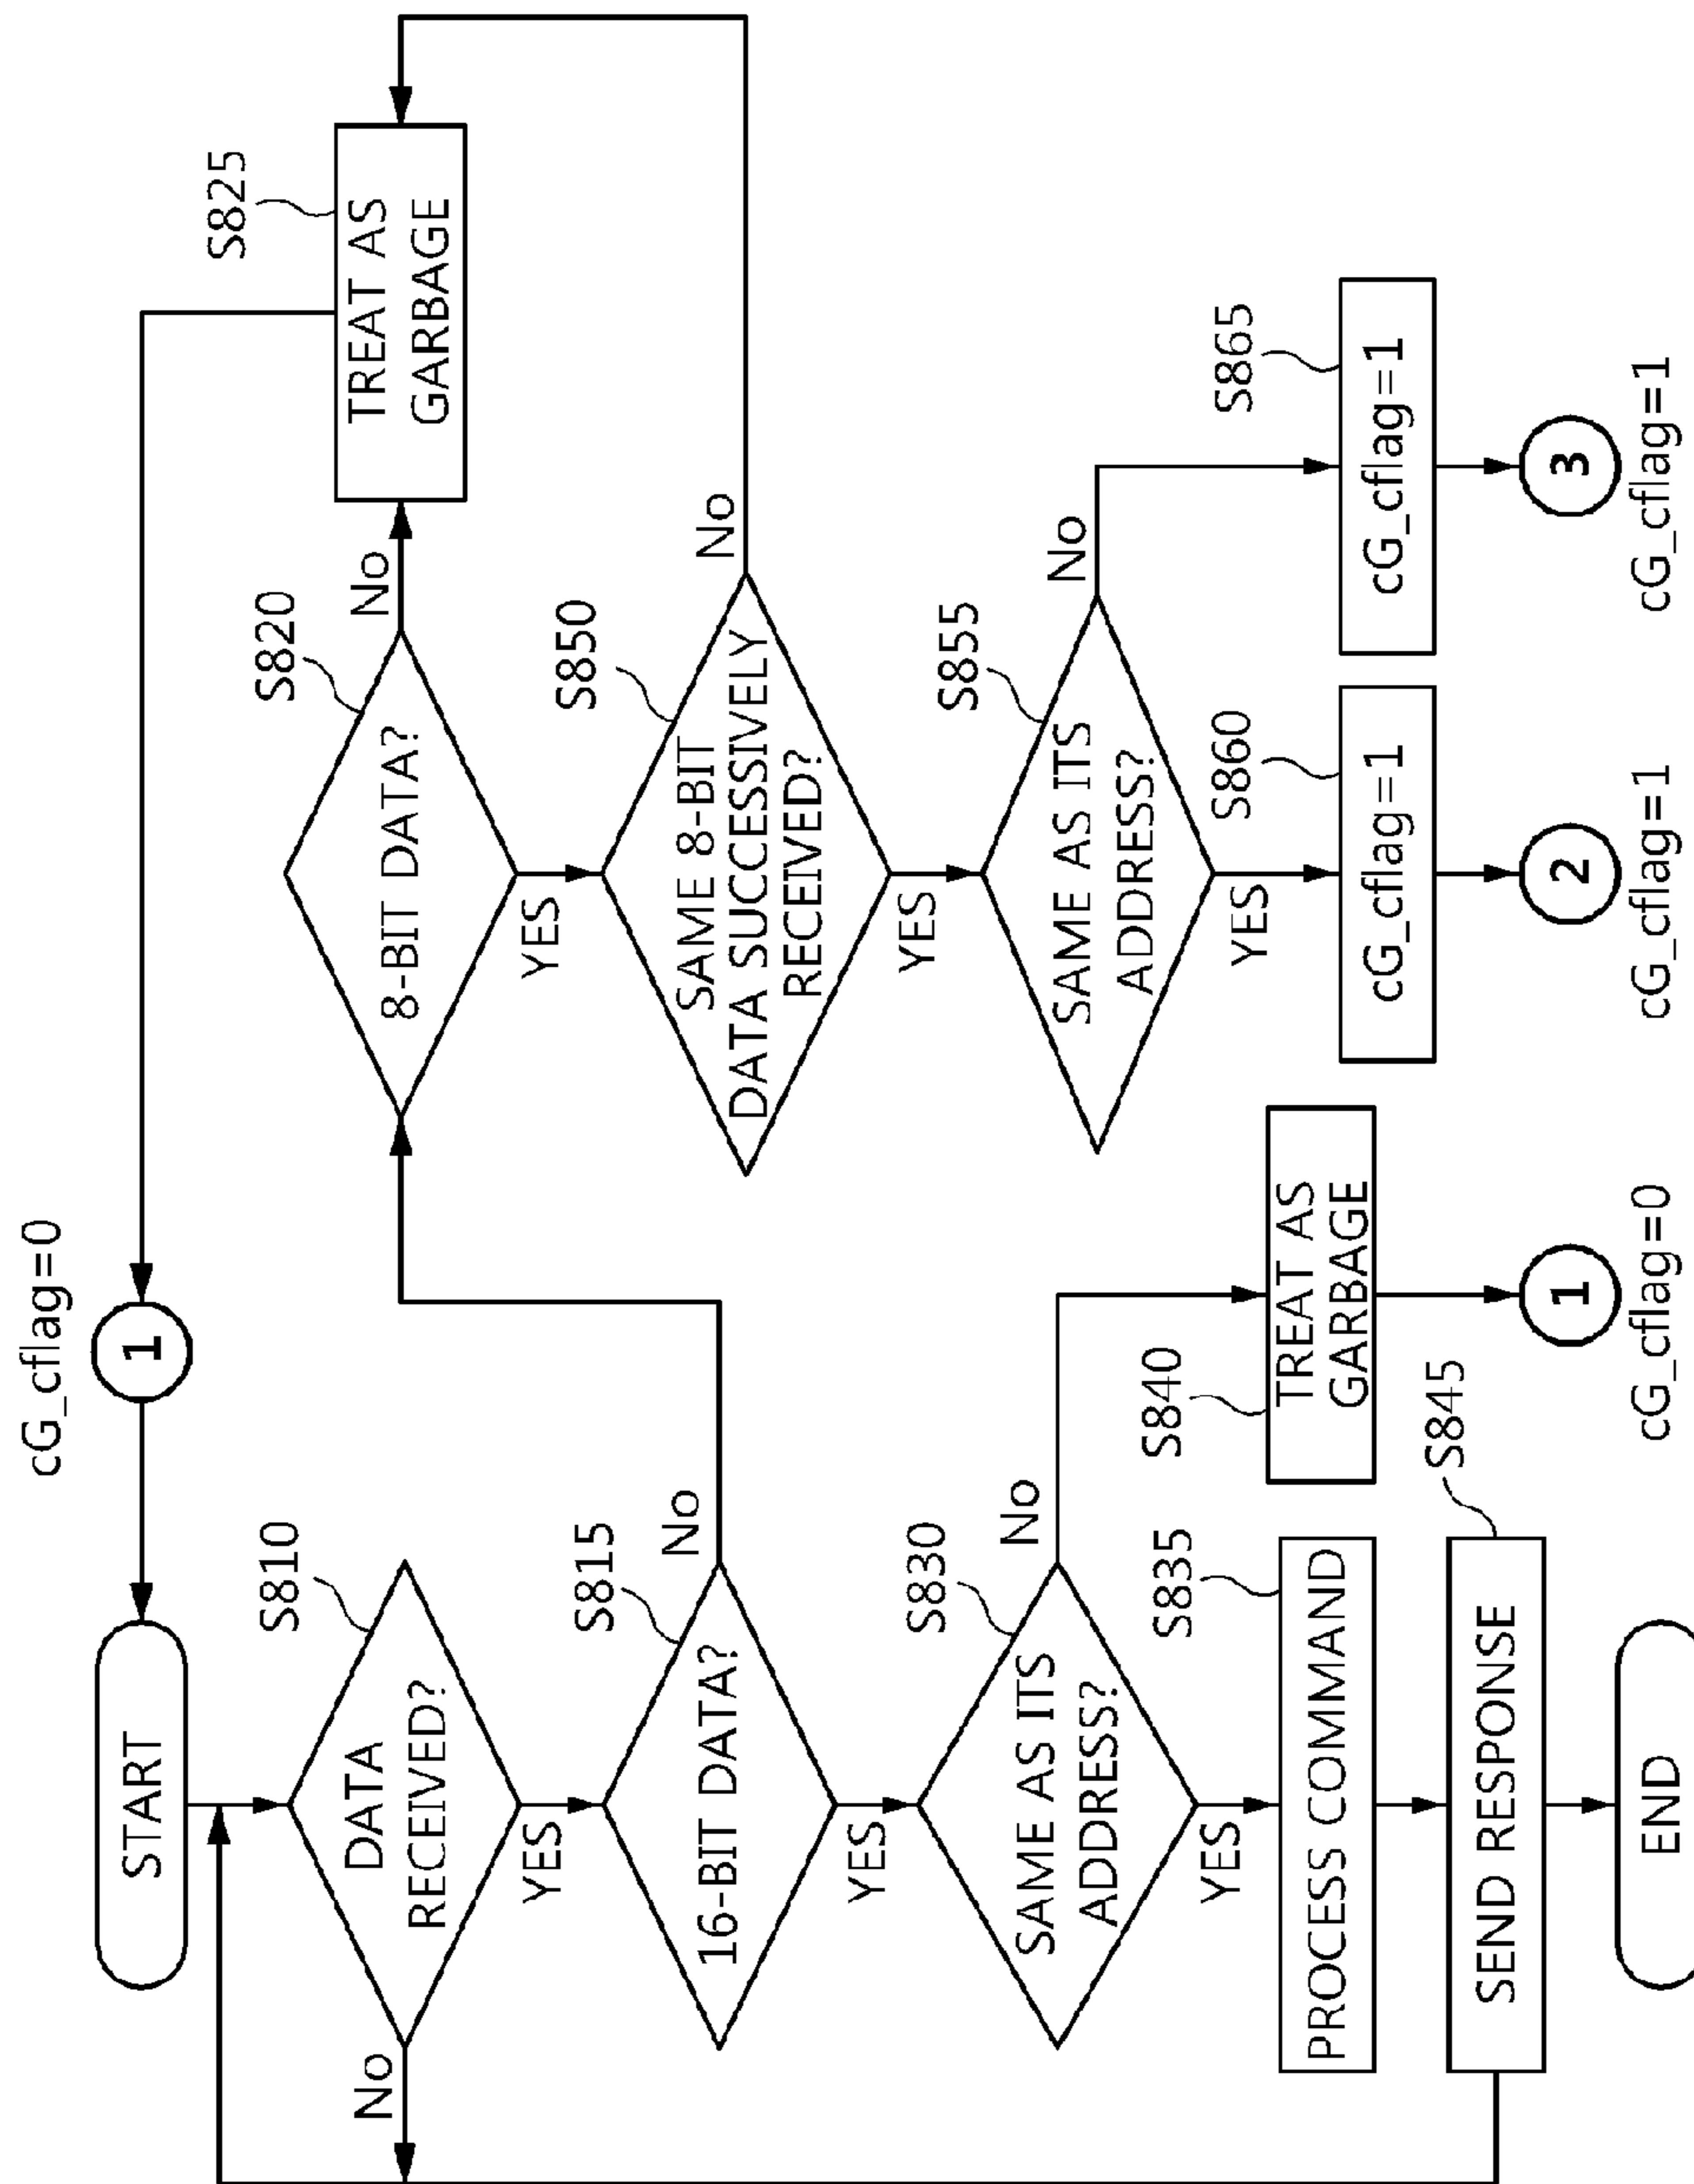 cG_cflag=0
1
START
S810
DATA
RECEIVED?
No
YES
S815
16-BIT DATA?
No
YES
S830
SAME AS ITS
ADDRESS?
No
YES
S835
PROCESS COMMAND
S840
TREAT AS
GARBAGE
1
cG_cflag=0
S845
SEND RESPONSE
END
S820
8-BIT DATA?
No
YES
S825
TREAT AS
GARBAGE
S850
SAME 8-BIT
DATA SUCCESSIVELY
RECEIVED?
No
YES
S855
SAME AS ITS
ADDRESS?
No
YES
S860
cG_cflag=1
2
cG_cflag=1
S865
cG_cflag=1
3
cG_cflag=1